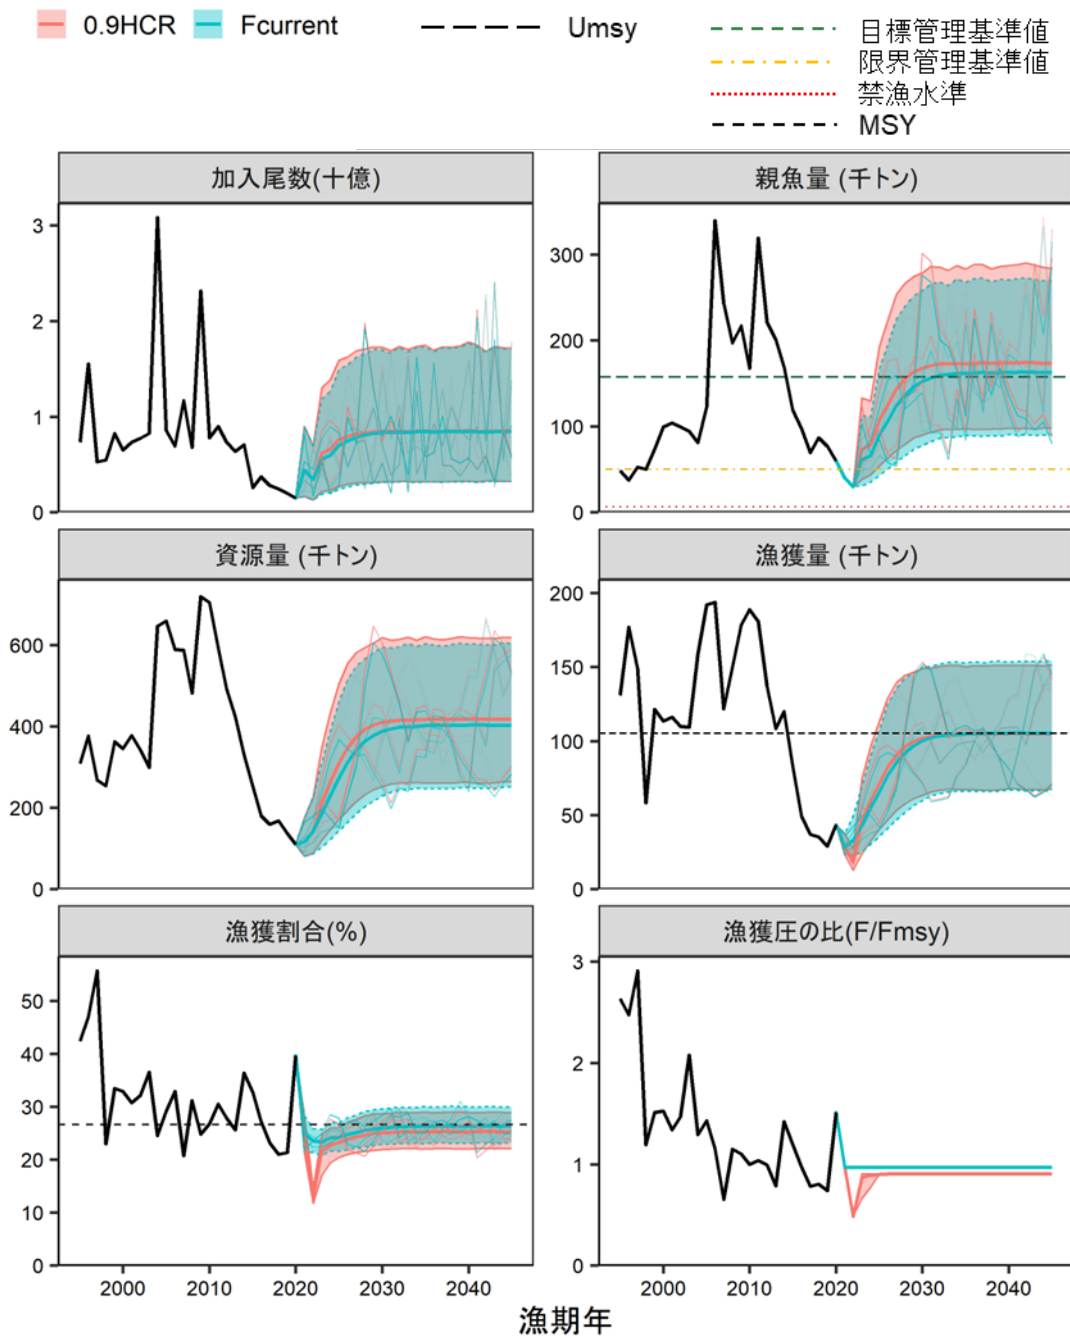 0.9HCR Fcurrent Umsy 目標管理基準値
限界管理基準値
禁漁水準
MSY
加入尾数(十億)
3
2
1
0
親魚量 (千トン)
300
200
100
0
資源量 (千トン)
600
400
200
0
漁獲量 (千トン)
200
150
100
50
0
漁獲割合(%)
50
40
30
20
10
0
2000 2010 2020 2030 2040
漁獲圧の比(F/Fmsy)
3
2
1
0
2000 2010 2020 2030 2040
漁期年